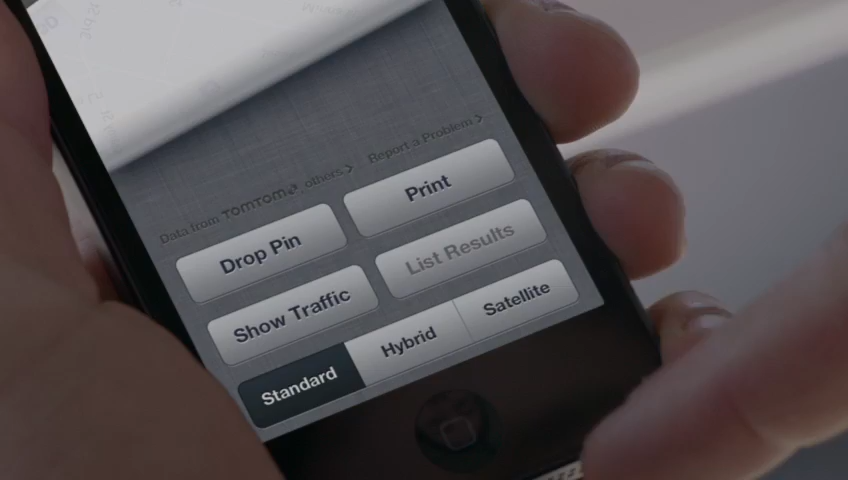 Data from TOMTOM, others >
Report a Problem >
Drop Pin
Print
Show Traffic
List Results
Standard
Hybrid
Satellite